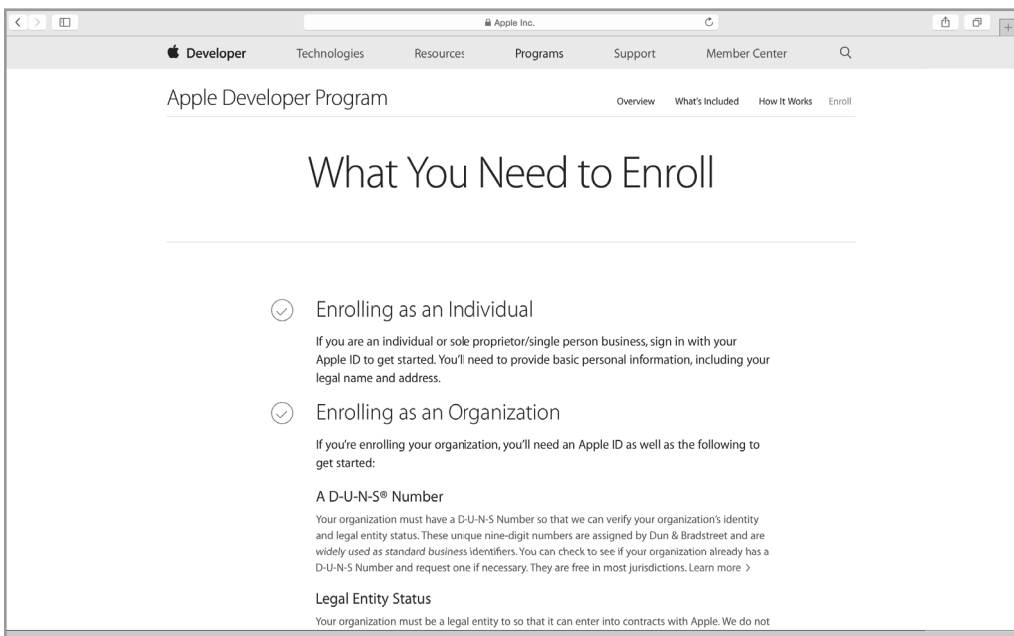 Apple Inc.
Developer Technologies Resources Programs Support Member Center
Apple Developer Program Overview What's Included How It Works Enroll
What You Need to Enroll
Enrolling as an Individual
If you are an individual or sole proprietor/single person business, sign in with your
Apple ID to get started. You'll need to provide basic personal information, including your
legal name and address.
Enrolling as an Organization
If you're enrolling your organization, you'll need an Apple ID as well as the following to
get started:
A D-U-N-S® Number
Your organization must have a D-U-N-S Number so that we can verify your organization's identity
and legal entity status. These unique nine-digit numbers are assigned by Dun & Bradstreet and are
widely used as standard business identifiers. You can check to see if your organization already has a
D-U-N-S Number and request one if necessary. They are free in most jurisdictions. Learn more >
Legal Entity Status
Your organization must be a legal entity to so that it can enter into contracts with Apple. We do not